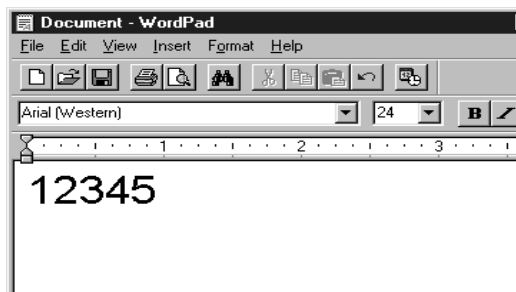 Document - WordPad
File Edit View Insert Format Help
Arial (Western) 24 B I
1 2 3
12345